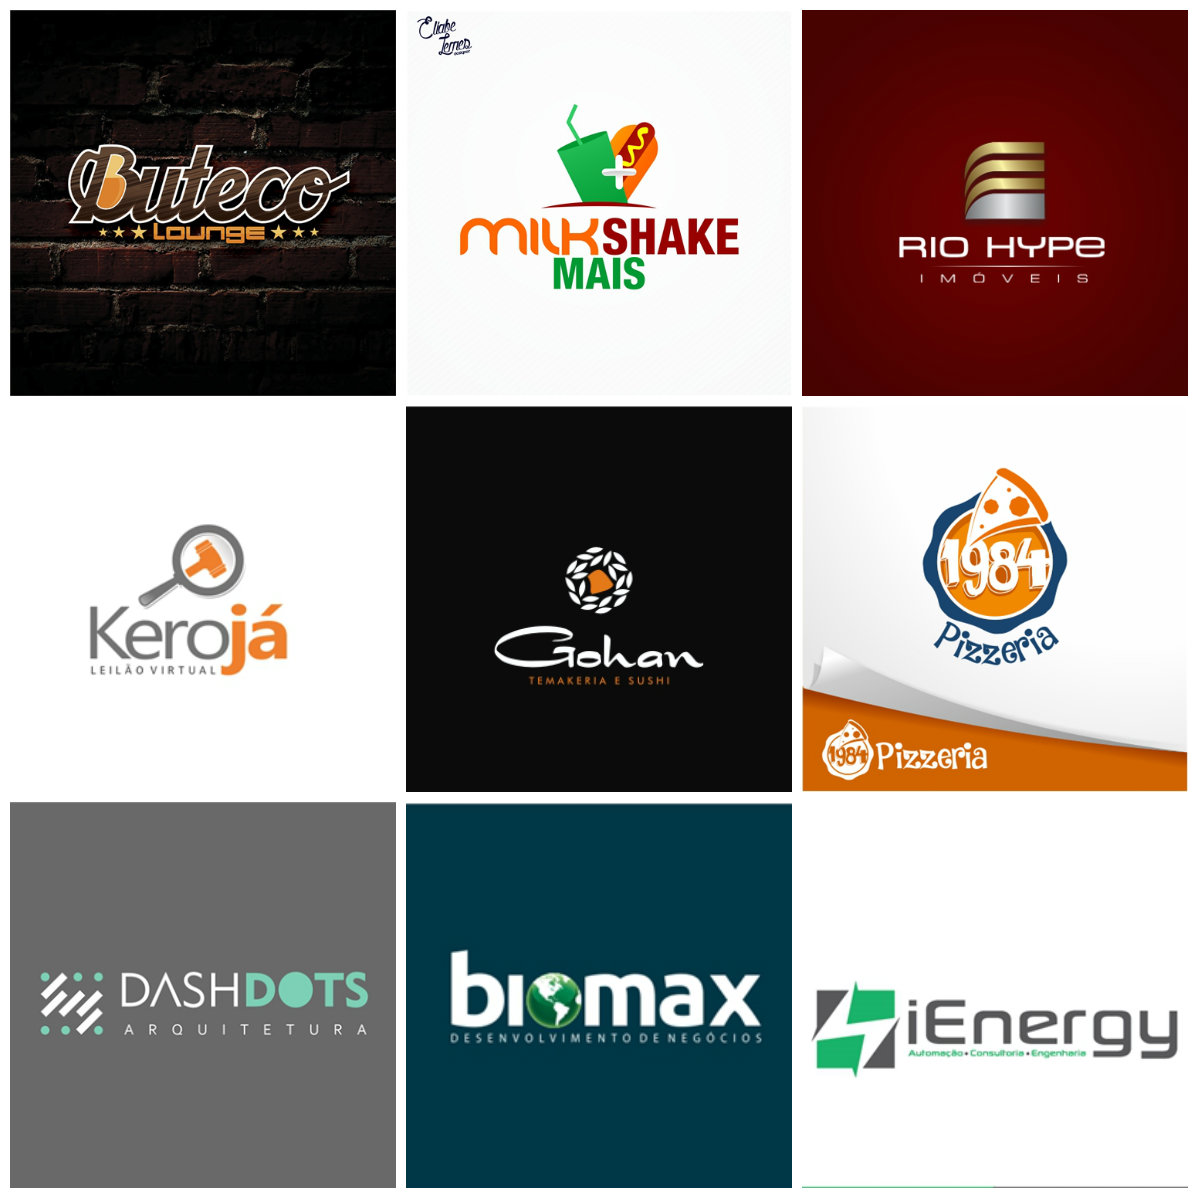 Buteco
Lounge
Eliabe
Lemes
MILKSHAKE
MAIS
RIO HYPE
IMÓVEIS
Kerojá
LEILÃO VIRTUAL
Gohan
TEMAKERIA E SUSHI
1984
Pizzeria
1984 Pizzeria
DASHDOTS
ARQUITETURA
biomax
DESENVOLVIMENTO DE NEGÓCIOS
iEnergy
Automação • Consultoria • Engenharia